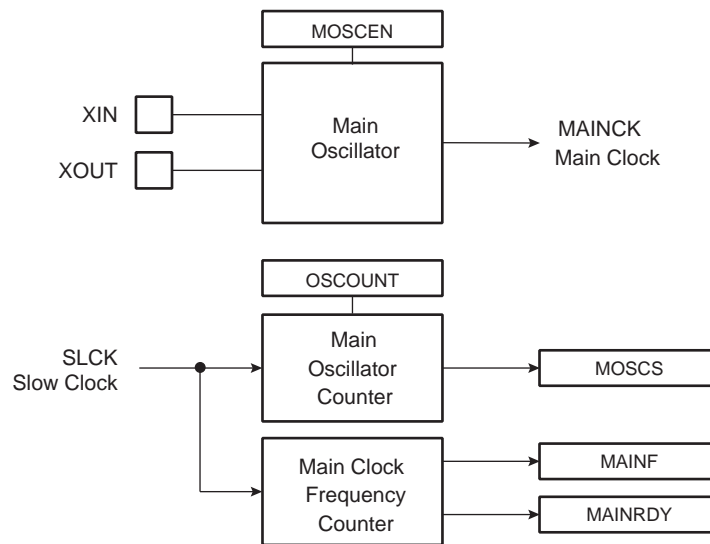 MOSCEN
XIN
XOUT
Main
Oscillator
MAINCK
Main Clock
OSCOUNT
SLCK
Slow Clock
Main
Oscillator
Counter
MOSCS
Main Clock
Frequency
Counter
MAINF
MAINRDY